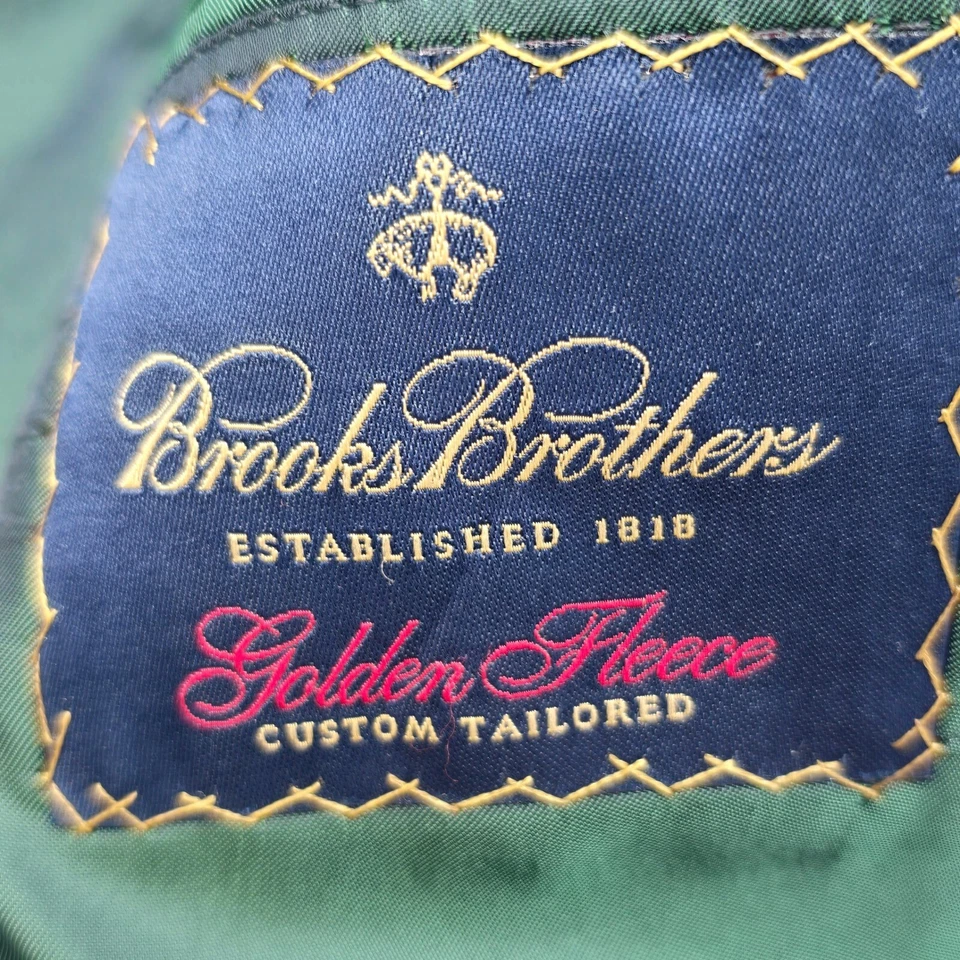 Brooks Brothers
ESTABLISHED 1818
Golden Fleece
CUSTOM TAILORED